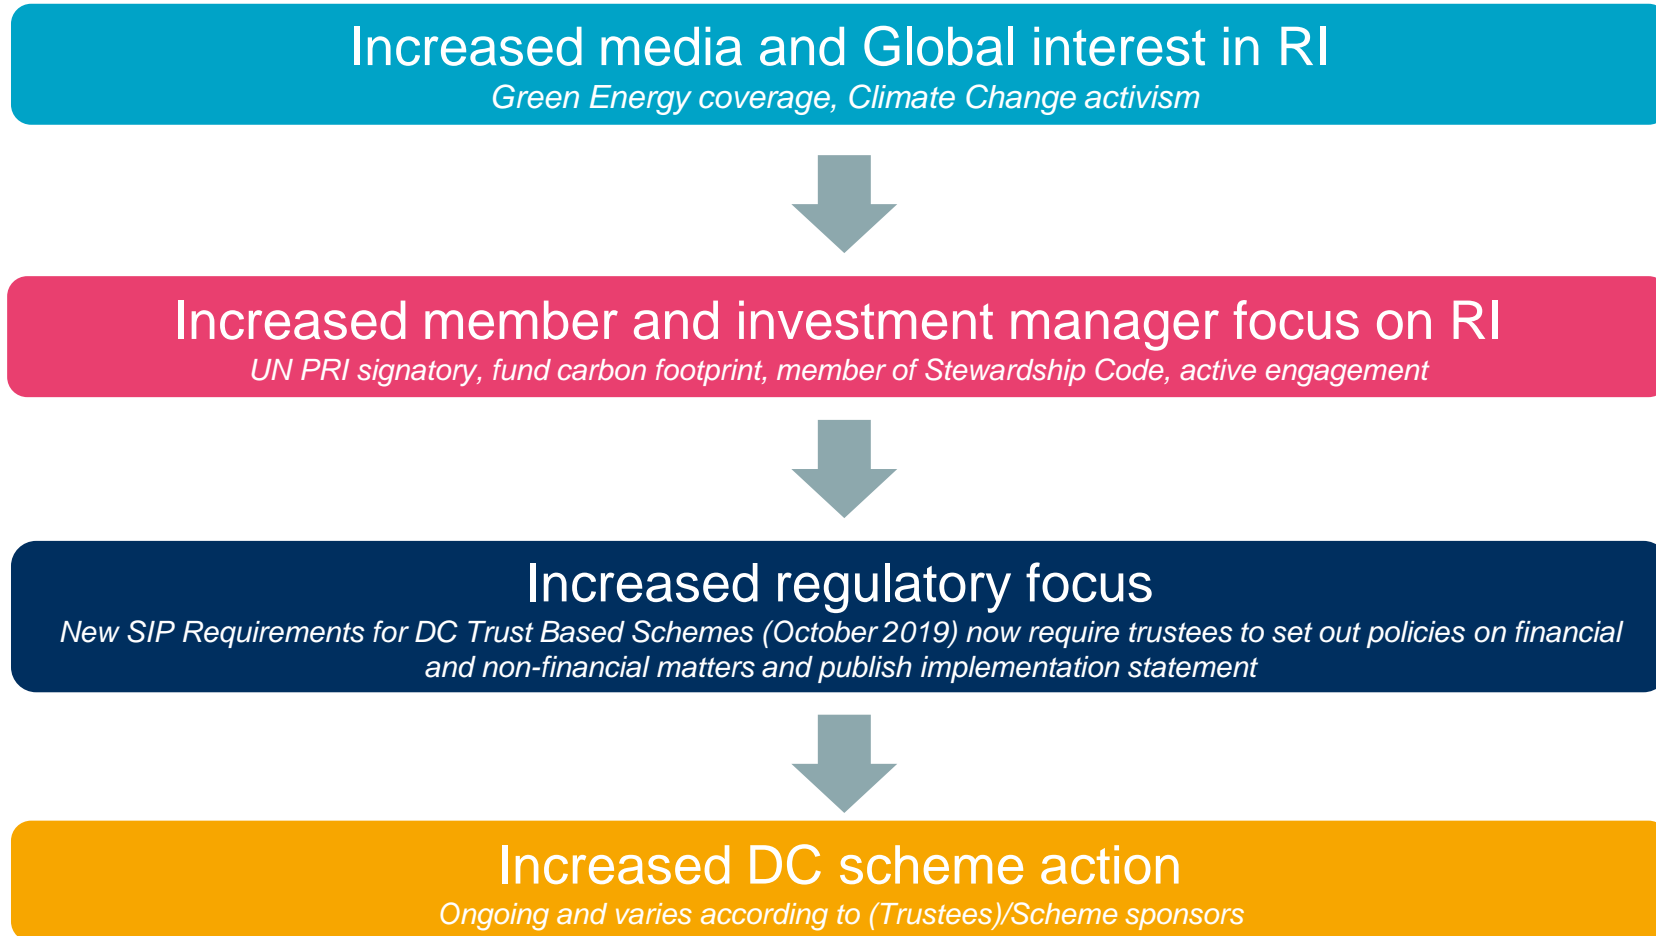 Increased media and Global interest in RI
Green Energy coverage, Climate Change activism
Increased member and investment manager focus on RI
UN PRI signatory, fund carbon footprint, member of Stewardship Code, active engagement
Increased regulatory focus
New SIP Requirements for DC Trust Based Schemes (October 2019) now require trustees to set out policies on financial
and non-financial matters and publish implementation statement
Increased DC scheme action
Ongoing and varies according to (Trustees)/Scheme sponsors